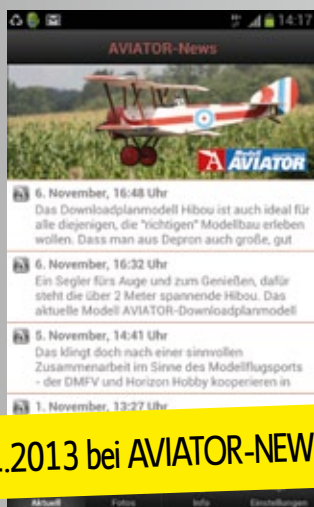 14:17
AVIATOR-News
Modell
AVIATOR
6. November, 16:48 Uhr
Das Downloadplanmodell Hibou ist auch ideal für
alle diejenigen, die "richtigen" Modellbau erleben
wollen. Dass man aus Depron auch große, gut
6. November, 16:32 Uhr
Ein Segler fürs Auge und zum Genießen, dafür
steht die über 2 Meter spannende Hibou. Das
aktuelle Modell AVIATOR-Downloadplanmodell
5. November, 14:41 Uhr
Das klingt doch nach einer sinnvollen
Zusammenarbeit im Sinne des Modellflugsports
- der DMFV und Horizon Hobby kooperieren in
1. November, 13:27 Uhr
.2013 bei AVIATOR-NEW
Aktuell Fotos Info Einstellungen